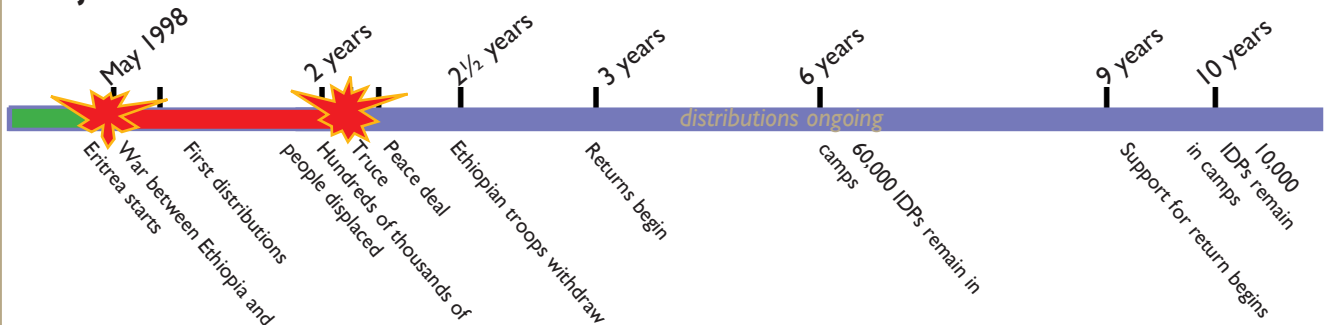 May 1998
2 years
2½ years
3 years
6 years
9 years
10 years
distributions ongoing
War between Ethiopia and
Eritrea starts
First distributions
Hundreds of thousands of
people displaced
Truce
Peace deal
Ethiopian troops withdraw
Returns begin
60,000 IDPs remain in
camps
Support for return begins
10,000
IDPs remain
in camps